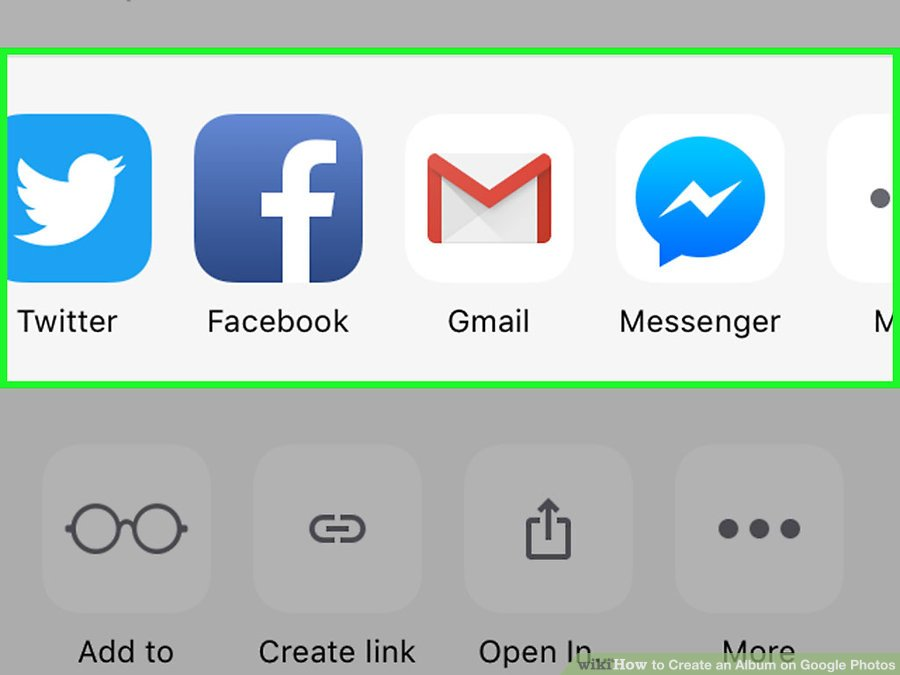 Twitter
Facebook
Gmail
Messenger
M
Add to
Create link
Open In
More
wikiHow to Create an Album on Google Photos